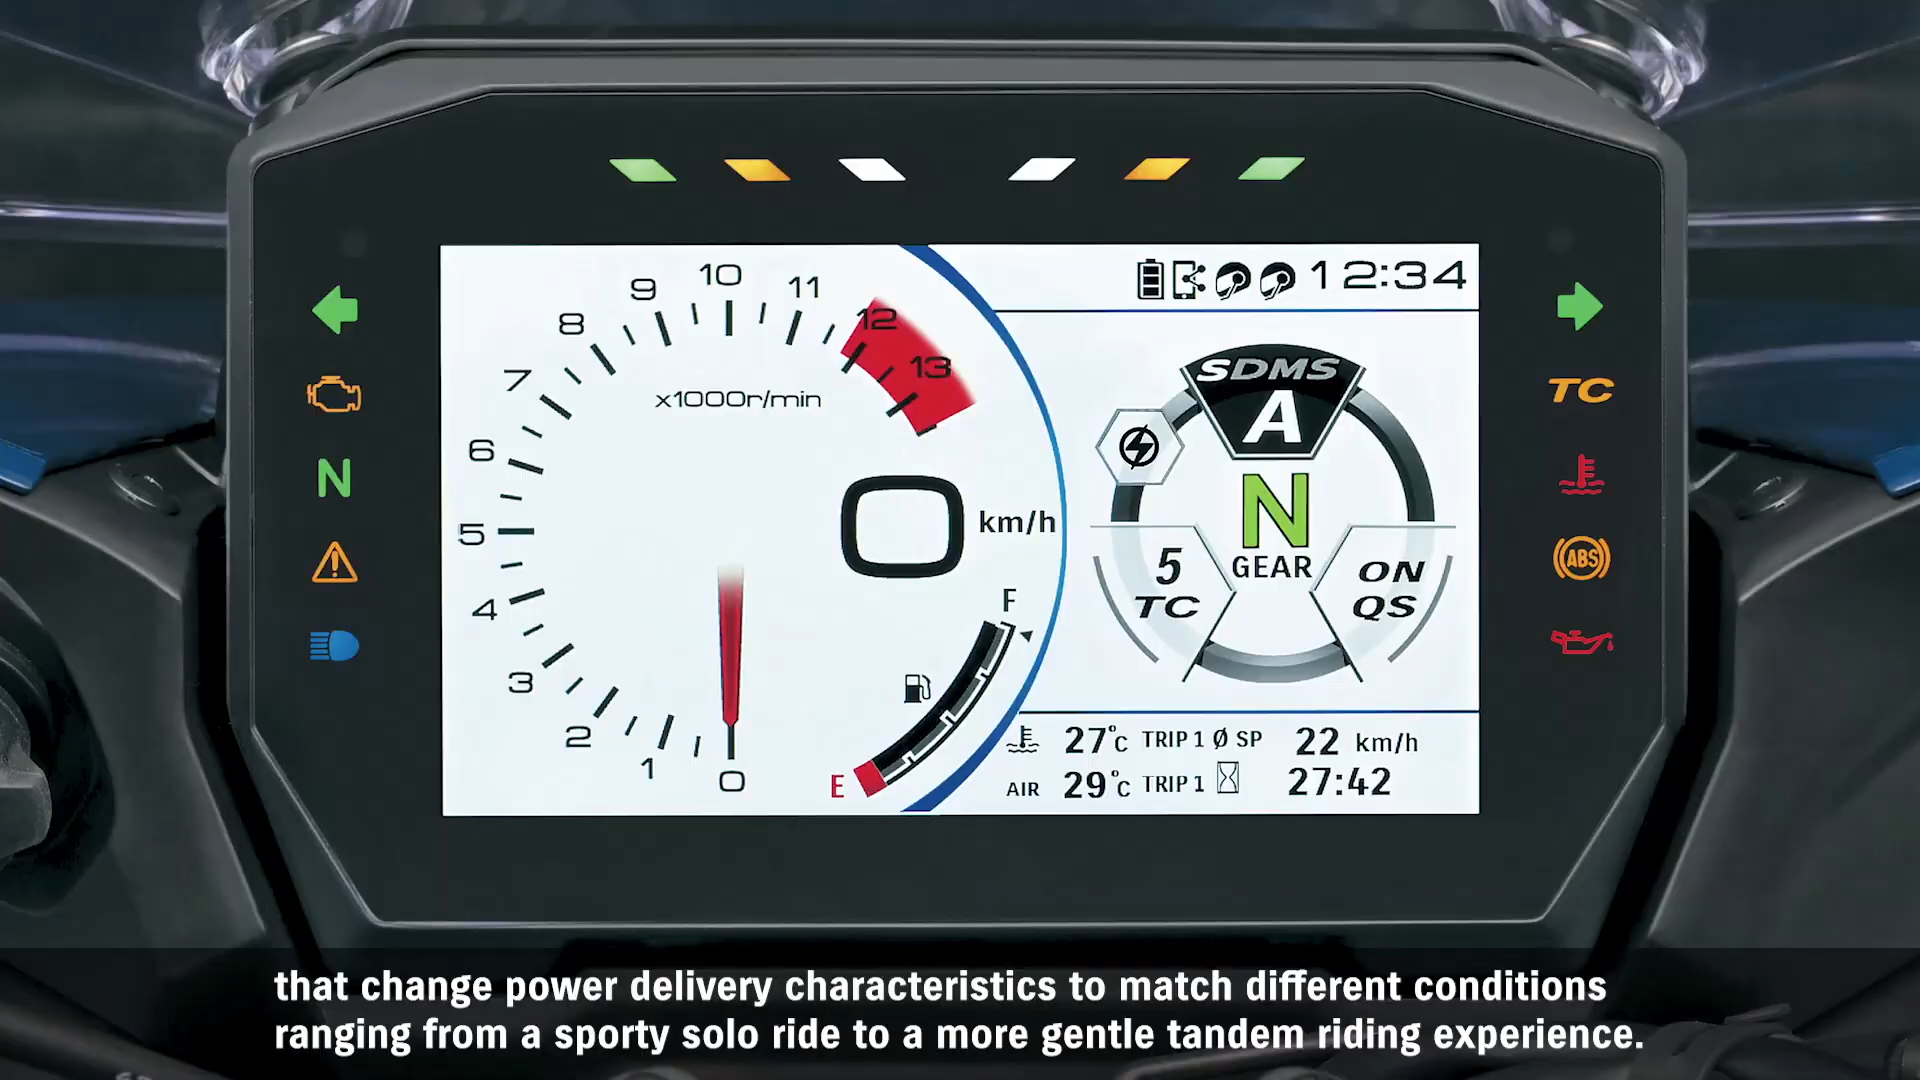 12:34
10
9
11
8
12
7
13
x1000r/min
SDMS
A
6
N
TC
N
GEAR
5
0 km/h
5
TC
ON
QS
ABS
4
F
3
2
1
0
E
27°C TRIP 1 Ø SP 22 km/h
AIR 29°C TRIP 1 27:42
that change power delivery characteristics to match different conditions
ranging from a sporty solo ride to a more gentle tandem riding experience.